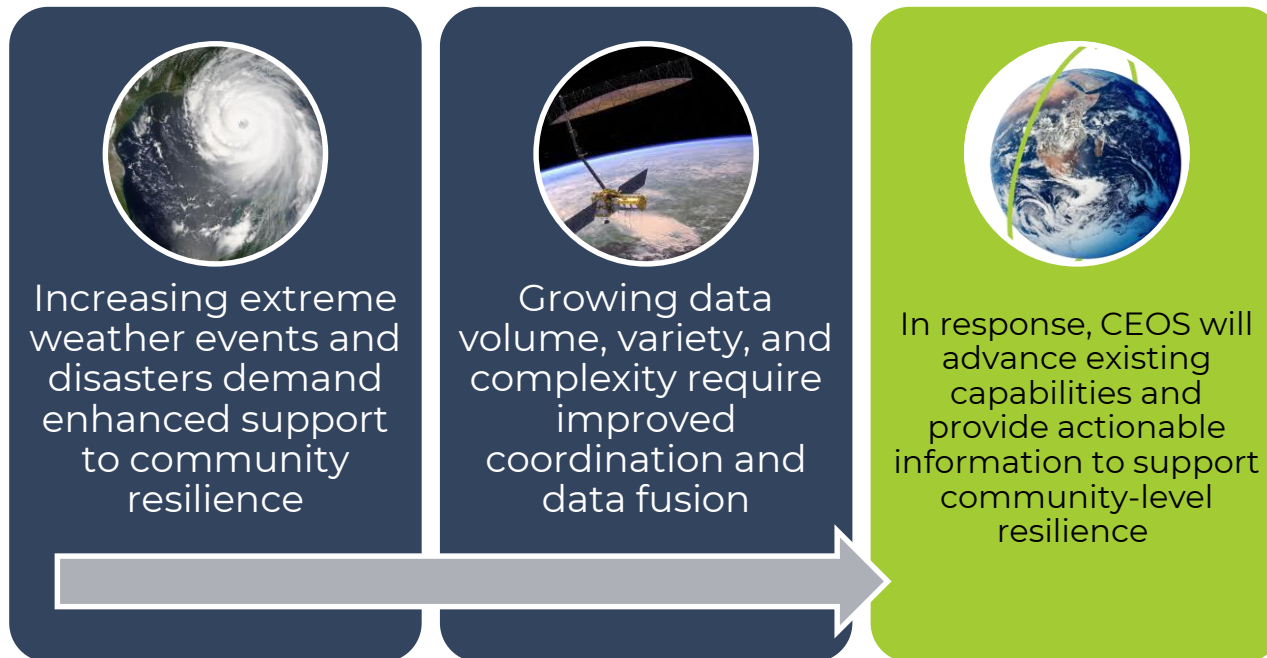 Increasing extreme
weather events and
disasters demand
enhanced support
to community
resilience
Growing data
volume, variety, and
complexity require
improved
coordination and
data fusion
In response, CEOS will
advance existing
capabilities and
provide actionable
information to support
community-level
resilience